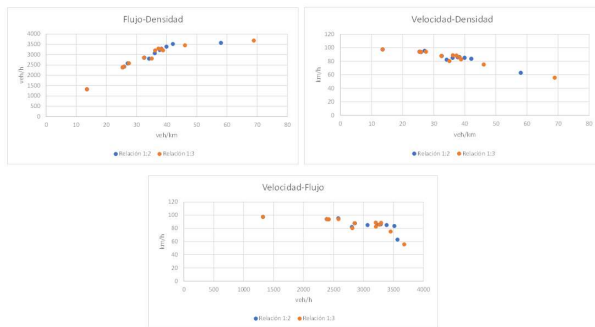 Flujo-Densidad
4000
3500
3000
2500
2000
1500
1000
500
0
veh/h
0 10 20 30 40 50 60 70 80
veh/km
Relación 1:2 Relación 1:3
Velocidad-Densidad
120
100
80
60
40
20
0
km/h
0 10 20 30 40 50 60 70 80
veh/km
Relación 1:2 Relación 1:3
Velocidad-Flujo
120
100
80
60
40
20
0
km/h
0 500 1000 1500 2000 2500 3000 3500 4000
veh/h
Relación 1:2 Relación 1:3